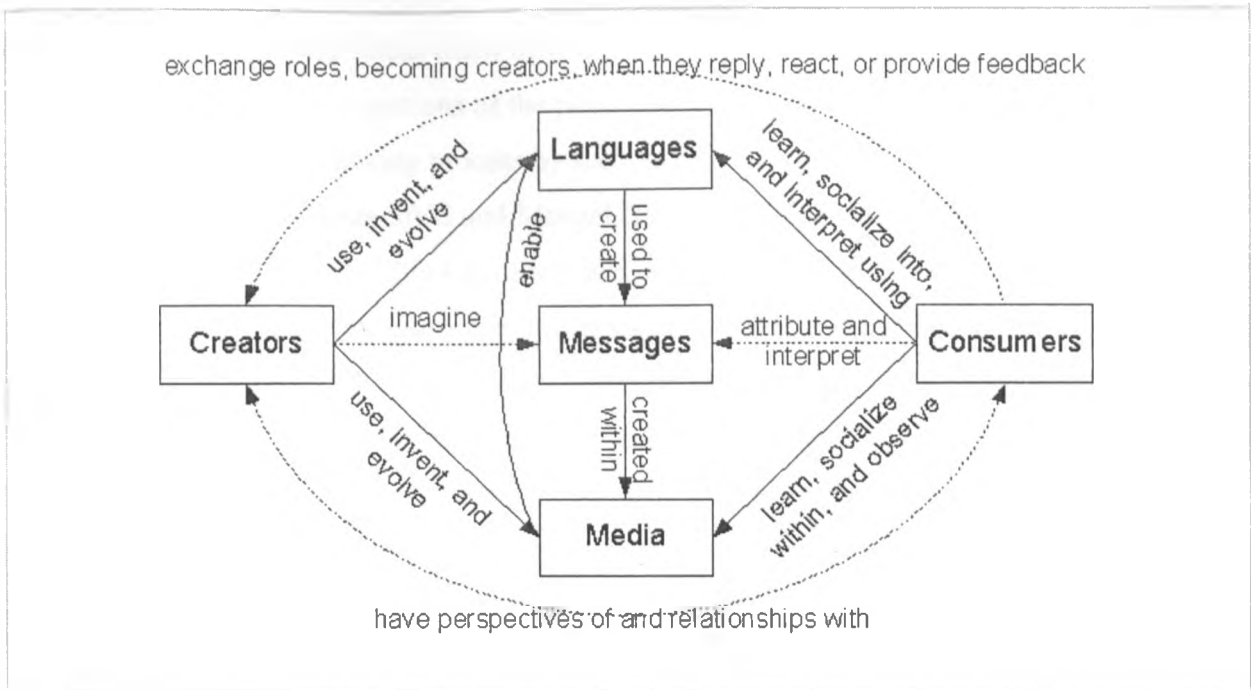 exchange roles, becoming creators, when they reply, react, or provide feedback
Languages
use, invent, and
evolve
enable
used to
create
learn, socialize into,
and interpret using
Creators
imagine
Messages
attribute and
interpret
Consumers
use, invent, and
evolve
created
within
learn, socialize
within, and observe
Media
have perspectives of and relationships with